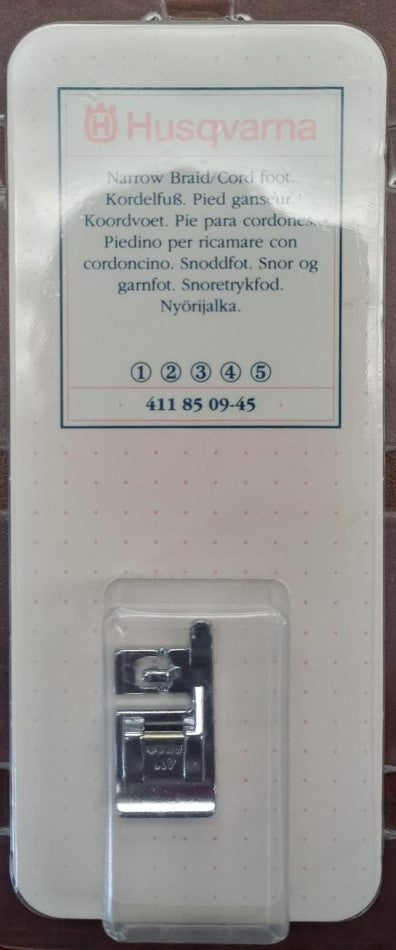 Husqvarna
Narrow Braid/Cord foot.
Kordelfuß. Pied ganseur.
Koordvoet. Pie para cordones.
Piedino per ricamare con
cordoncino. Snoddfot. Snor og
garnfot. Snoretrykfod.
Nyörijalka.
① ② ③ ④ ⑤
411 85 09-45